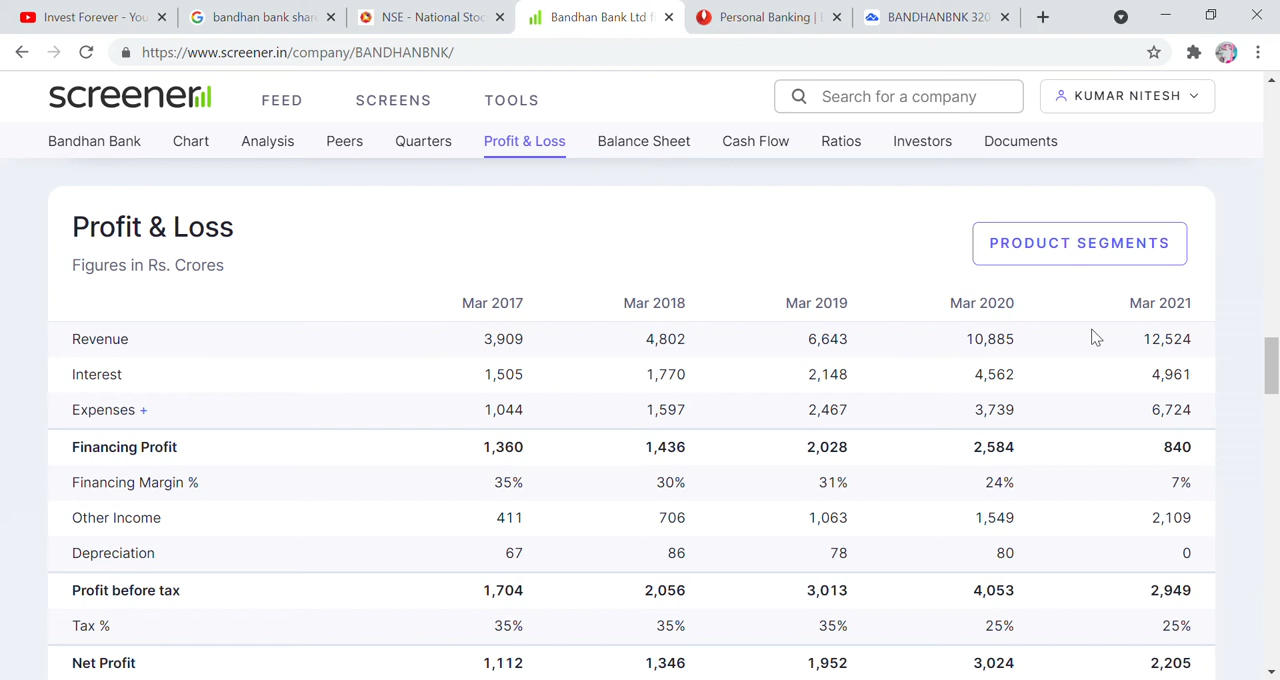 Invest Forever - You
bandhan bank shar
NSE - National Stoc
Bandhan Bank Ltd fi
Personal Banking |
BANDHANBNK 320
https://www.screener.in/company/BANDHANBNK/
screener
FEED
SCREENS
TOOLS
Search for a company
KUMAR NITESH
Bandhan Bank Chart Analysis Peers Quarters Profit & Loss Balance Sheet Cash Flow Ratios Investors Documents
Profit & Loss
PRODUCT SEGMENTS
Figures in Rs. Crores
Mar 2017 Mar 2018 Mar 2019 Mar 2020 Mar 2021
Revenue 3,909 4,802 6,643 10,885 12,524
Interest 1,505 1,770 2,148 4,562 4,961
Expenses + 1,044 1,597 2,467 3,739 6,724
Financing Profit 1,360 1,436 2,028 2,584 840
Financing Margin % 35% 30% 31% 24% 7%
Other Income 411 706 1,063 1,549 2,109
Depreciation 67 86 78 80 0
Profit before tax 1,704 2,056 3,013 4,053 2,949
Tax % 35% 35% 35% 25% 25%
Net Profit 1,112 1,346 1,952 3,024 2,205